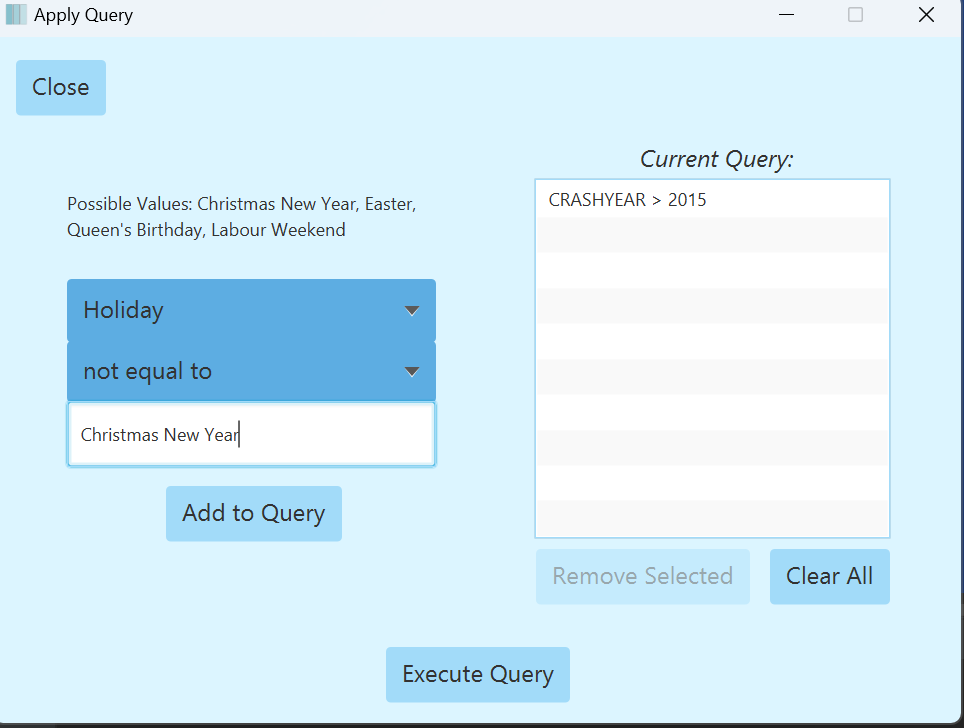 Apply Query
Close
Current Query:
Possible Values: Christmas New Year, Easter,
Queen's Birthday, Labour Weekend
CRASHYEAR > 2015
Holiday
not equal to
Christmas New Year
Add to Query
Remove Selected
Clear All
Execute Query